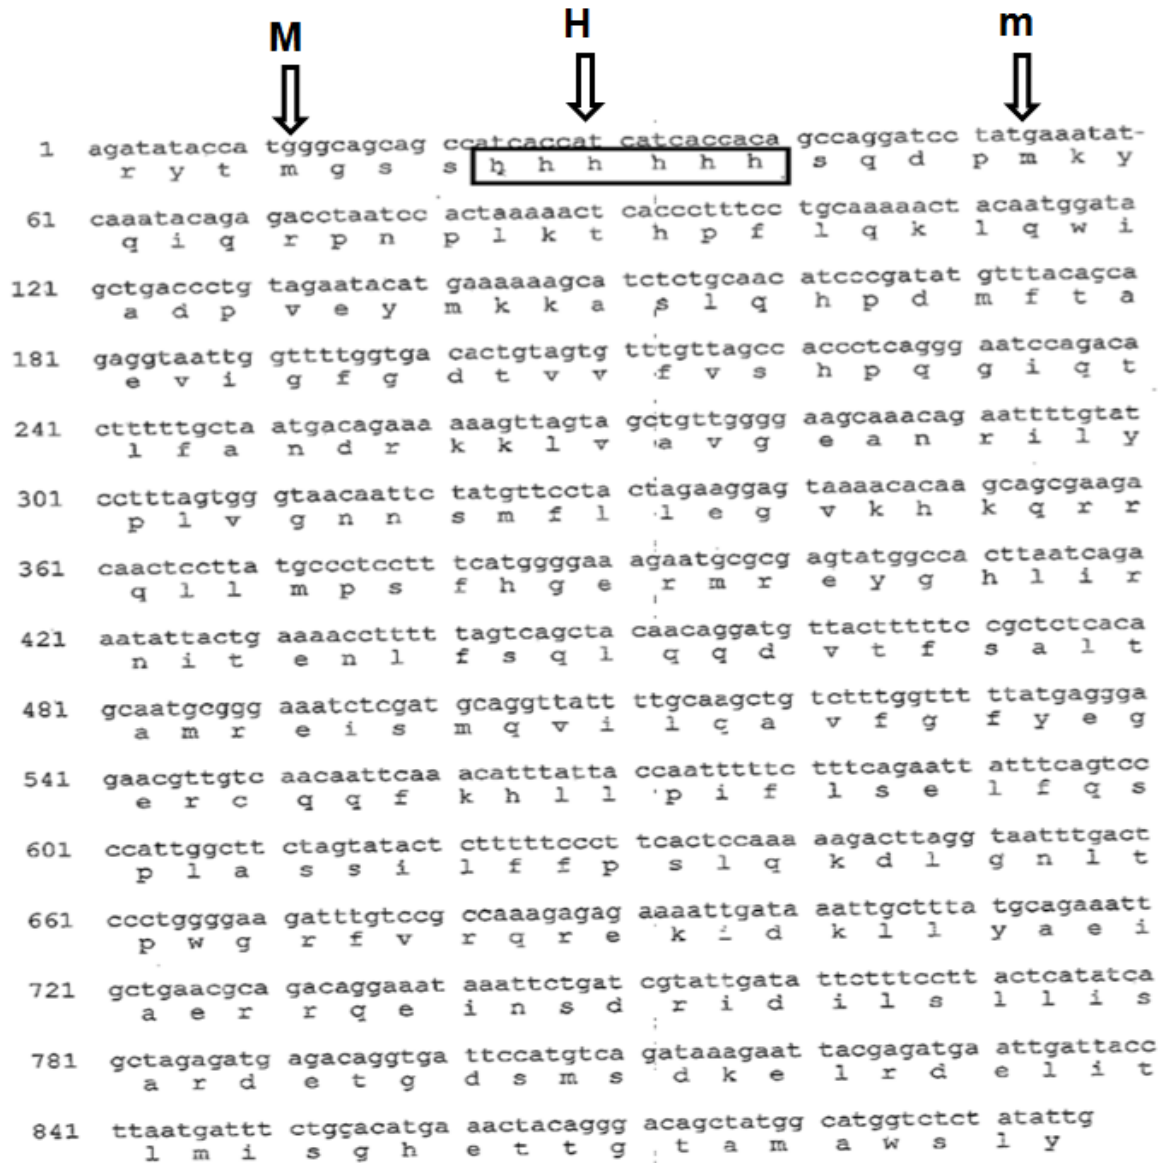 M H m
1 agatatacca tgggcagcag ccatcaccat catcaccaca gccaggatcc tatgaaatat-
r y t m g s s h h h h h h s q d p m k y
61 caaatacaga gacctaatcc actaaaaact caccctttcc tgcaaaaact acaatggata
q i q r p n p l k t h p f l q k l q w i
121 gctgaccctg tagaatacat gaaaaaagca tctctgcaac atcccgatat gtttacagca
a d p v e y m k k a s l q h p d m f t a
181 gaggtaattg gttttggtga cactgtagtg tttgttagcc accctcaggg aatccagaca
e v i g f g d t v v f v s h p q g i q t
241 ctttttgcta atgacagaaa aaagttagta gctgttgggg aagcaaacag aattttgtat
l f a n d r k k l v a v g e a n r i l y
301 cctttagtgg gtaacaattc tatgttccta ctagaaggag taaaacacaa gcagcgaaga
p l v g n n s m f l l e g v k h k q r r
361 caactcctta tgccctcctt tcatggggaa agaatgcgcg agtatggcca cttaatcaga
q l l m p s f h g e r m r e y g h l i r
421 aatattactg aaaacctttt tagtcagcta caacaggatg ttactttttc cgctctcaca
n i t e n l f s q l q q d v t f s a l t
481 gcaatgcggg aaatctcgat gcaggttatt ttgcaagctg tctttggttt ttatgaggga
a m r e i s m q v i l q a v f g f y e g
541 gaacgttgtc aacaattcaa acatttatta ccaatttttc tttcagaatt atttcagtcc
e r c q q f k h l l p i f l s e l f q s
601 ccattggctt ctagtatact ctttttccct tcactccaaa aagacttagg taatttgact
p l a s s i l f f p s l q k d l g n l t
661 cccctggggaa gatttgtccg ccaaagagag aaaattgata aattgcttta tgcagaaatt
p w g r f v r q r e k i d k l l y a e i
721 gctgaacgca gacaggaaat aaattctgat cgtattgata ttctttcctt actcatatca
a e r r q e i n s d r i d i l s l l i s
781 gctagagatg agacaggtga ttccatgtca gataaagaat tacgagatga attgattacc
a r d e t g d s m s d k e l r d e l i t
841 ttaatgattt ctggacatga aactacaggg acagctatgg catggtctct atattg
l m i s g h e t t g t a m a w s l y